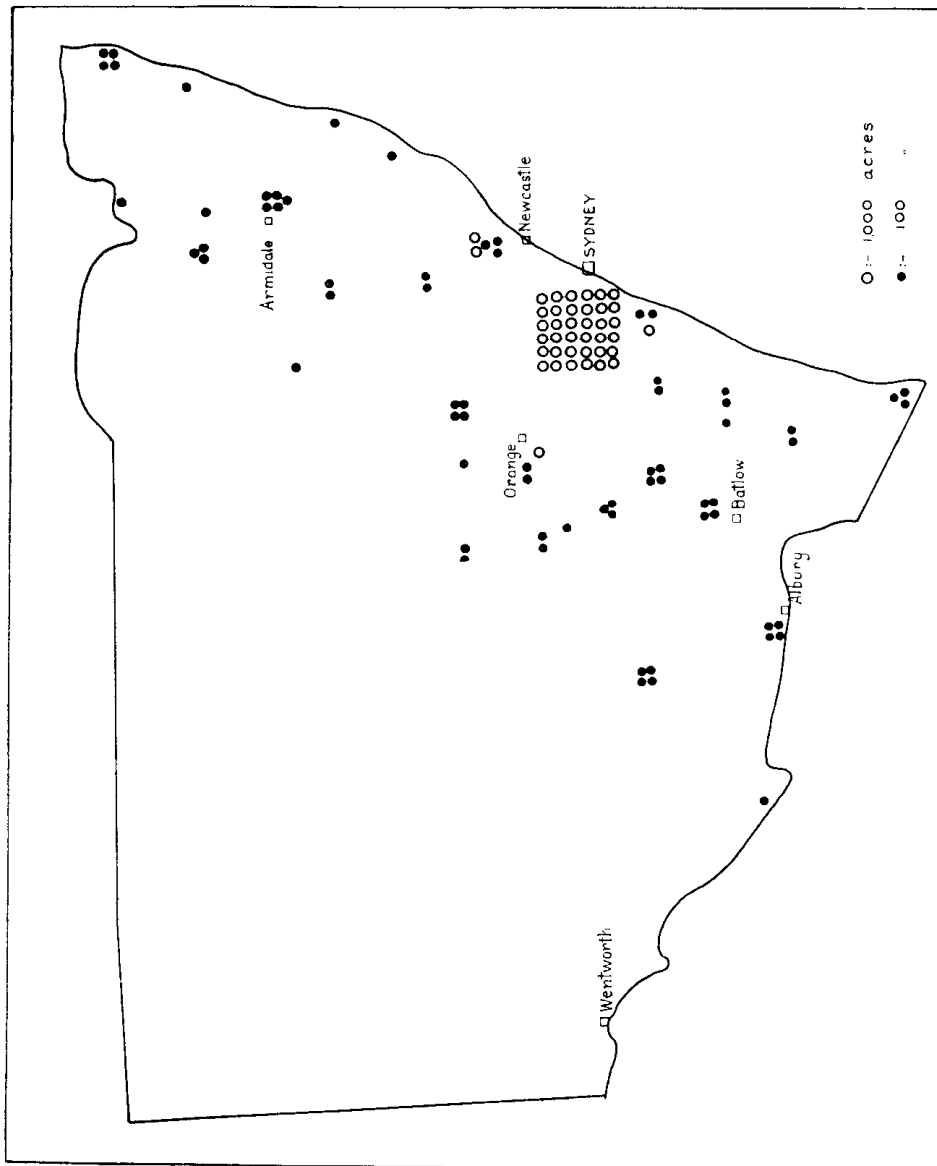 Armidale
Newcastle
SYDNEY
Orange
Batlow
Albury
Wentworth
O:- 1,000 acres
●:- 100 "